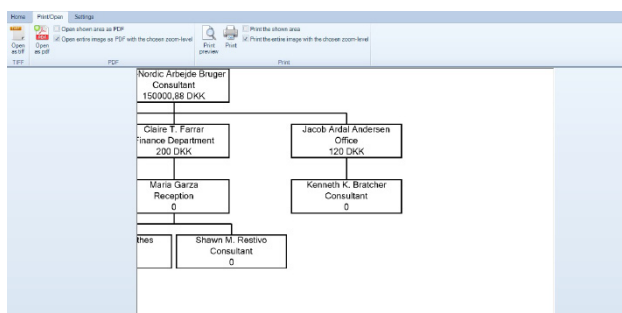 Home Print/Open Settings
Open as tiff
Open as pdf
Open shown area as PDF
Open entire image as PDF with the chosen zoom-level
Print preview
Print
Print the shown area
Print the entire image with the chosen zoom-level
TIFF PDF Print
Nordic Arbejde Bruger
Consultant
150000,88 DKK
Claire T. Farrar
Finance Department
200 DKK
Jacob Ardal Andersen
Office
120 DKK
Maria Garza
Reception
0
Kenneth K. Bratcher
Consultant
0
thes
Shawn M. Restivo
Consultant
0